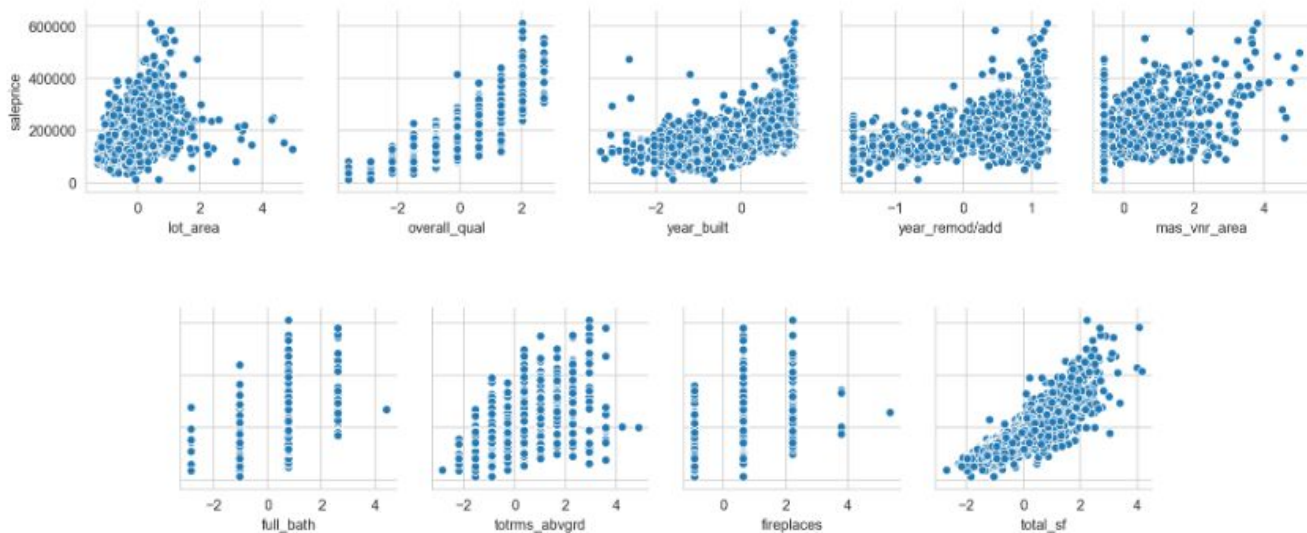 600000
400000
200000
0
saleprice
0 2 4
lot_area
−2 0 2
overall_qual
−2 0
year_built
−1 0 1
year_remod/add
0 2 4
mas_vnr_area
−2 0 2 4
full_bath
−2 0 2 4
totrms_abvgrd
0 2 4
fireplaces
−2 0 2 4
total_sf